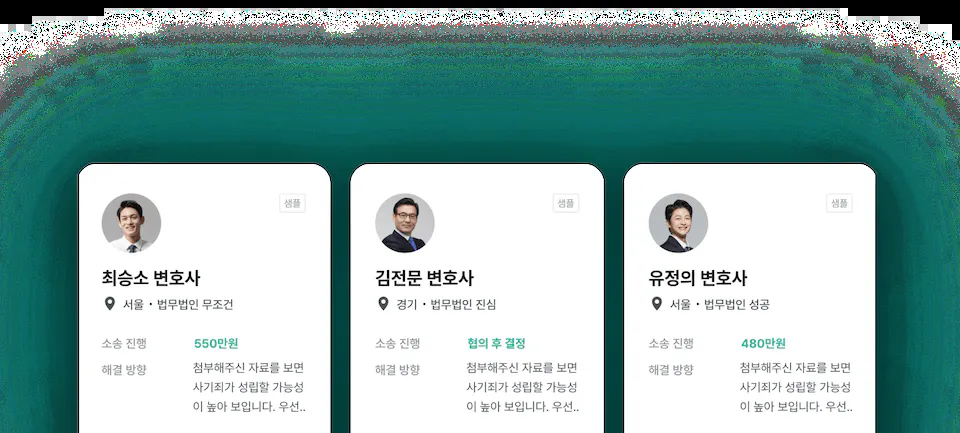 샘플
최승소 변호사
서울 · 법무법인 무조건
소송 진행 550만원
해결 방향 첨부해주신 자료를 보면
사기죄가 성립할 가능성
이 높아 보입니다. 우선..
샘플
김전문 변호사
경기 · 법무법인 진심
소송 진행 협의 후 결정
해결 방향 첨부해주신 자료를 보면
사기죄가 성립할 가능성
이 높아 보입니다. 우선..
샘플
유정의 변호사
서울 · 법무법인 성공
소송 진행 480만원
해결 방향 첨부해주신 자료를 보면
사기죄가 성립할 가능성
이 높아 보입니다. 우선..